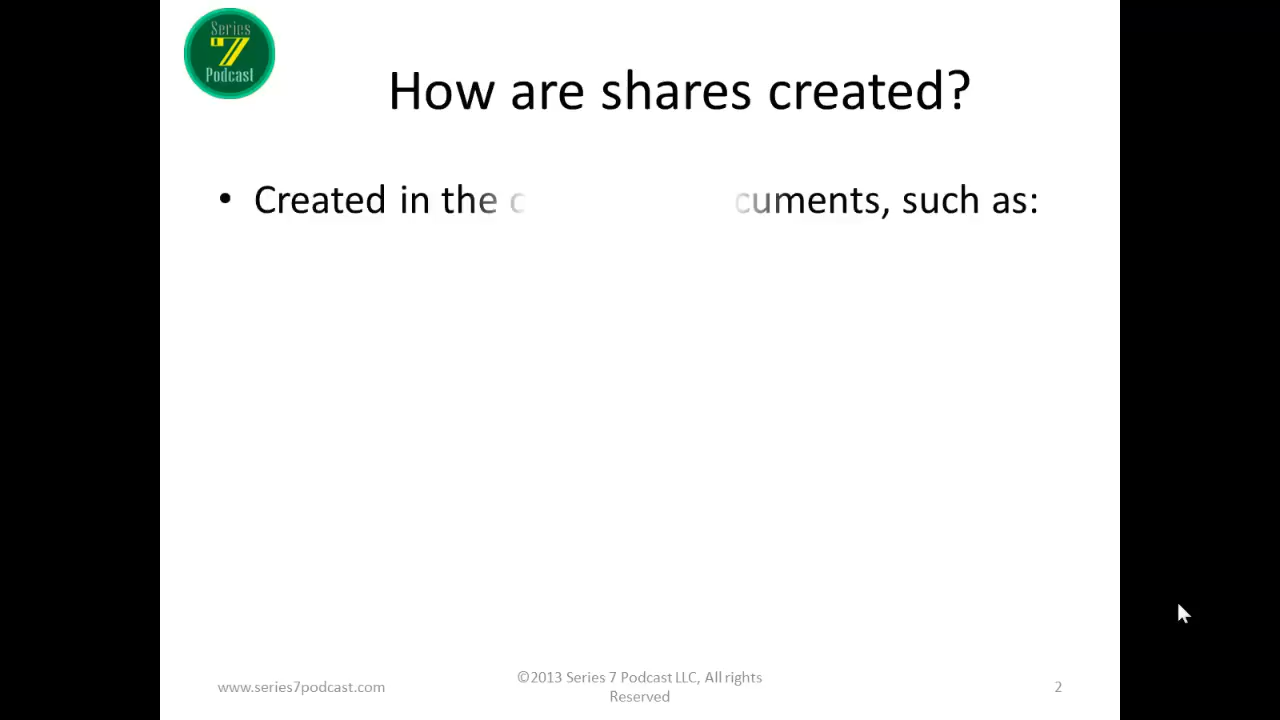 Series
7
Podcast
How are shares created?
• Created in the cuments, such as:
www.series7podcast.com
©2013 Series 7 Podcast LLC, All rights
Reserved
2